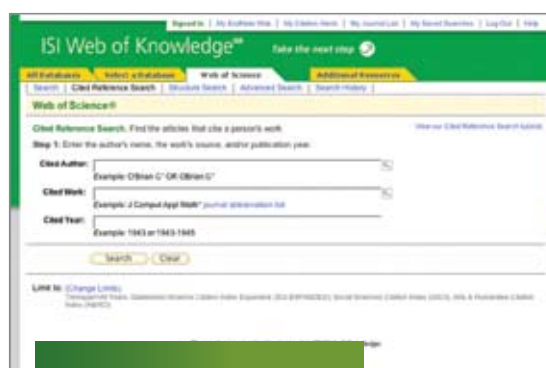 Signed In | My EndNote Web | My Citation Alerts | My Journal List | My Saved Searches | Log Out | Help
ISI Web of Knowledge℠ Take the next step
All Databases Select a Database Web of Science Additional Resources
Search | Cited Reference Search | Structure Search | Advanced Search | Search History |
Web of Science®
Cited Reference Search. Find the articles that cite a person's work. View our Cited Reference Search tutorial.
Step 1: Enter the author's name, the work's source, and/or publication year.
Cited Author:
Example: O'Brian C* OR OBrian C*
Cited Work:
Example: J Comput Appl Math* journal abbreviation list
Cited Year:
Example: 1943 or 1943-1945
Search Clear
Limit to: (Change Limits)